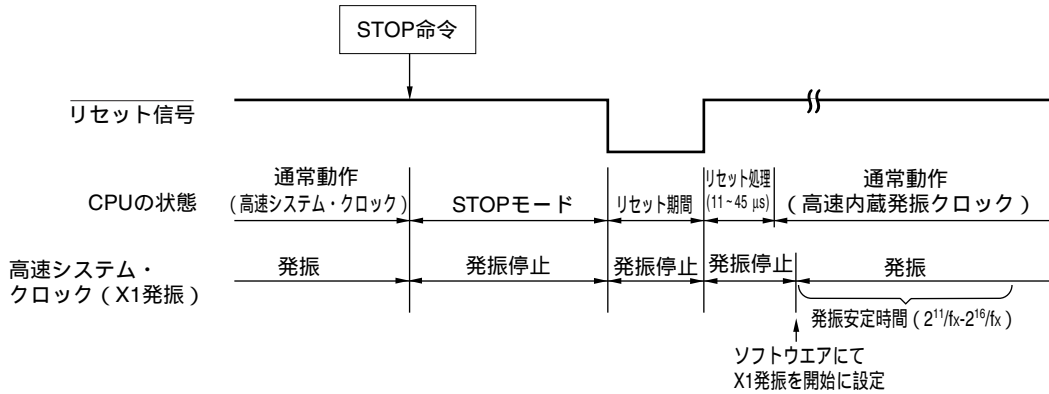 STOP命令
リセット信号
CPUの状態
通常動作
(高速システム・クロック)
STOPモード
リセット期間
リセット処理
(11~45 μs)
通常動作
(高速内蔵発振クロック)
高速システム・
クロック(X1発振)
発振
発振停止
発振停止
発振停止
発振
発振安定時間(2¹¹/fx-2¹⁶/fx)
ソフトウエアにて
X1発振を開始に設定